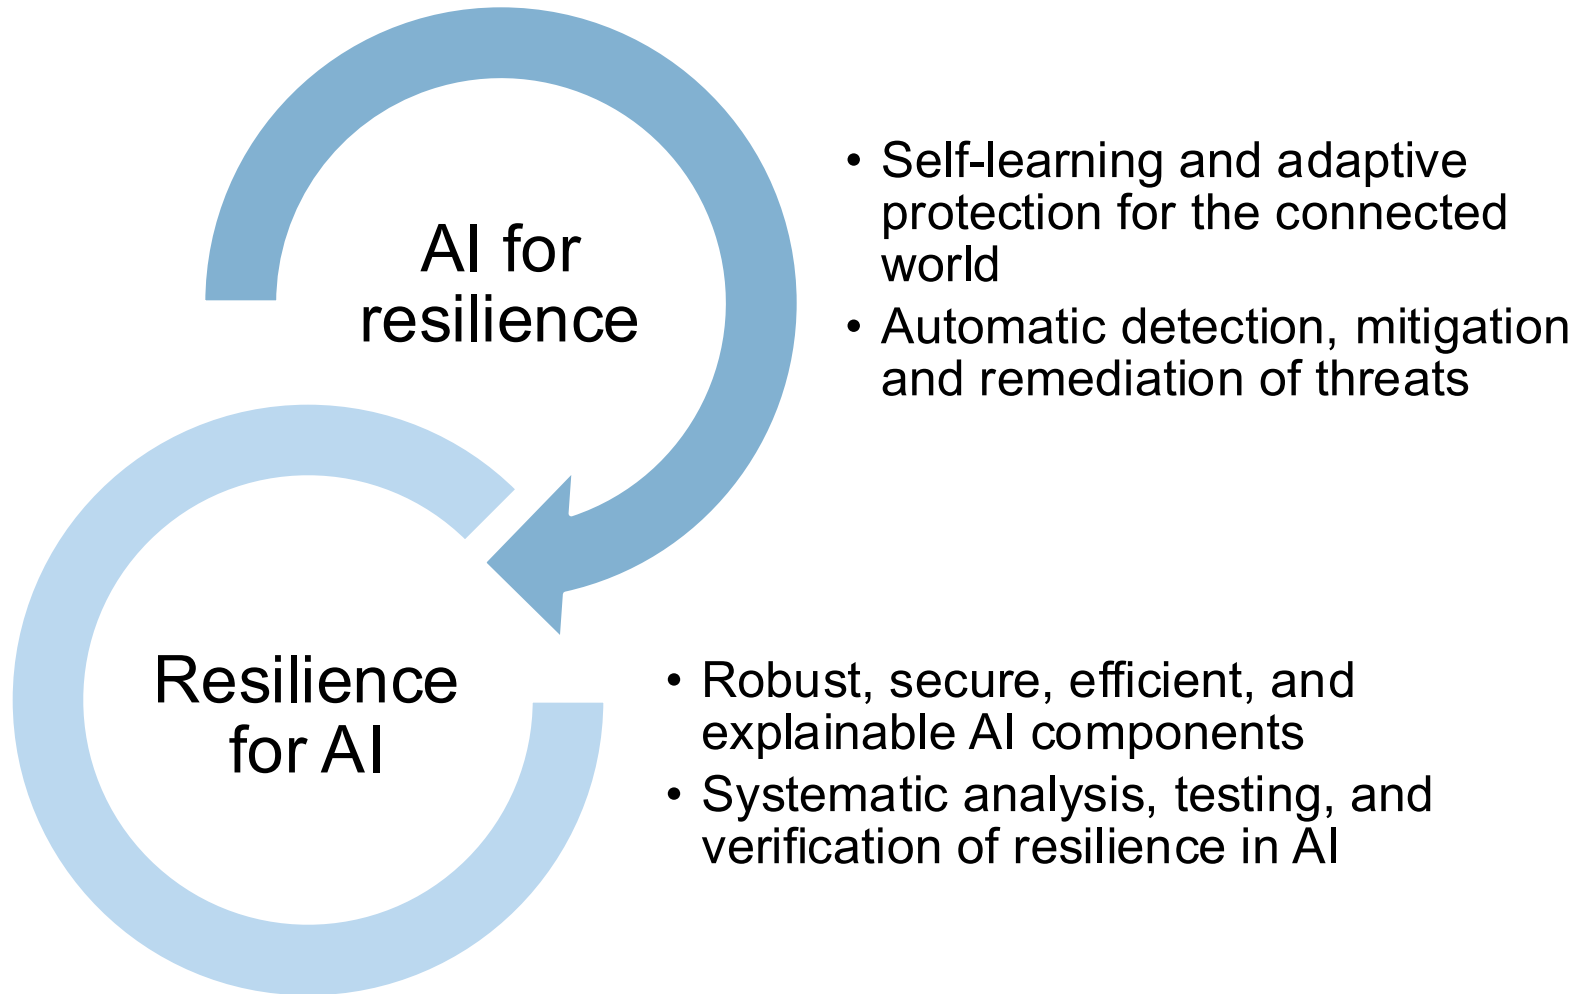 AI for
resilience
• Self-learning and adaptive
protection for the connected
world
• Automatic detection, mitigation
and remediation of threats
Resilience
for AI
• Robust, secure, efficient, and
explainable AI components
• Systematic analysis, testing, and
verification of resilience in AI